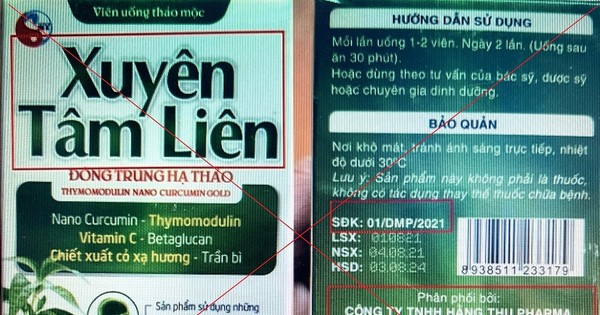 Viên uống thảo mộc
Xuyên
Tâm Liên
ĐÔNG TRÙNG HẠ THẢO
THYMOMODULIN NANO CURCUMIN GOLD
Nano Curcumin - Thymomodulin
Vitamin C - Betaglucan
Chiết xuất cỏ xạ hương - Trần bì
Sản phẩm sử dụng những
HƯỚNG DẪN SỬ DỤNG
Mỗi lần uống 1-2 viên. Ngày 2 lần. (Uống sau
ăn 30 phút).
Hoặc dùng theo tư vấn của bác sỹ, dược sỹ
hoặc chuyên gia dinh dưỡng.
BẢO QUẢN
Nơi khô mát, tránh ánh sáng trực tiếp, nhiệt
độ dưới 30°C
Lưu ý: Sản phẩm này không phải là thuốc,
không có tác dụng thay thế thuốc chữa bệnh.
SĐK: 01/DMP/2021
LSX: 010821
NSX: 04.08.21
HSD: 03.08.24
8 938511 233179
Phân phối bởi:
CÔNG TY TNHH HÀNG THU PHARMA